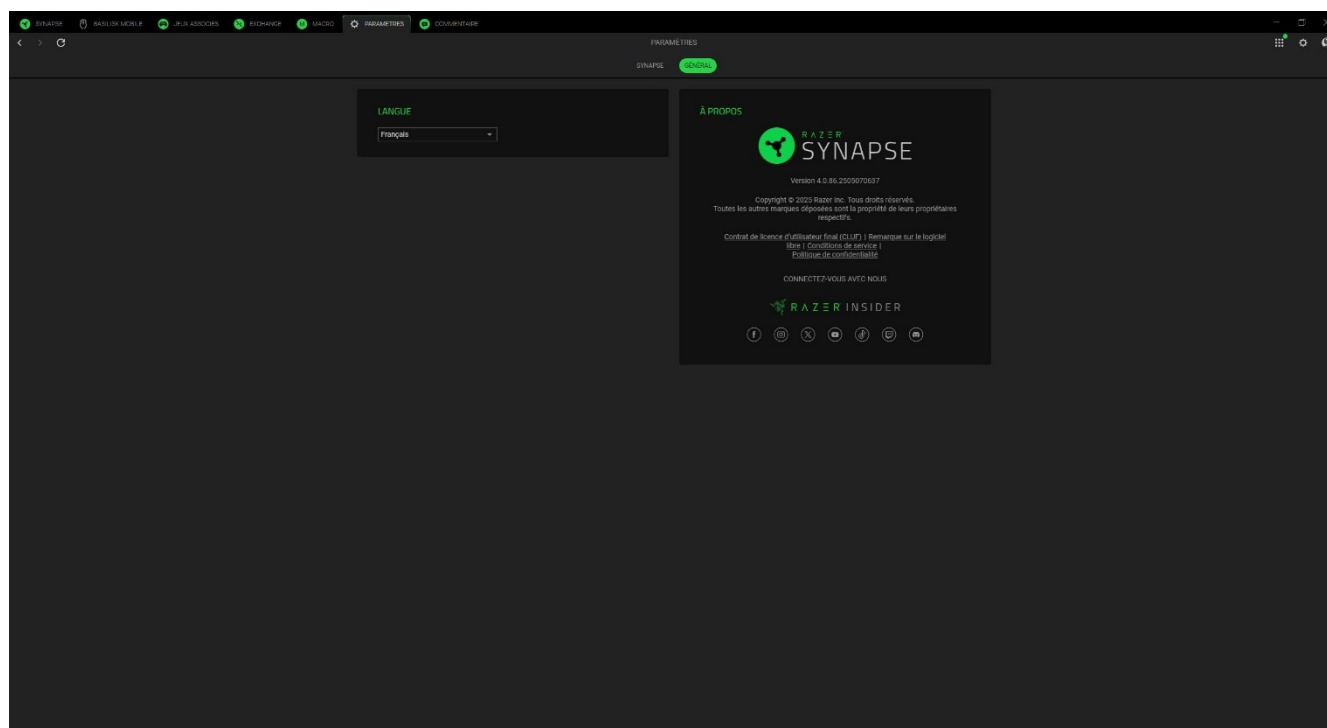 SYNAPSE BASILISK MOBILE JEUX ASSOCIÉS EXCHANGE MACRO PARAMÈTRES COMMENTAIRE
PARAMÈTRES
SYNAPSE GÉNÉRAL
LANGUE
Français
À PROPOS
RAZER
SYNAPSE
Version 4.0.86.2505070637
Copyright © 2025 Razer Inc. Tous droits réservés.
Toutes les autres marques déposées sont la propriété de leurs propriétaires
respectifs.
Contrat de licence d'utilisateur final (CLUF) | Remarque sur le logiciel
libre | Conditions de service |
Politique de confidentialité
CONNECTEZ-VOUS AVEC NOUS
RAZER INSIDER